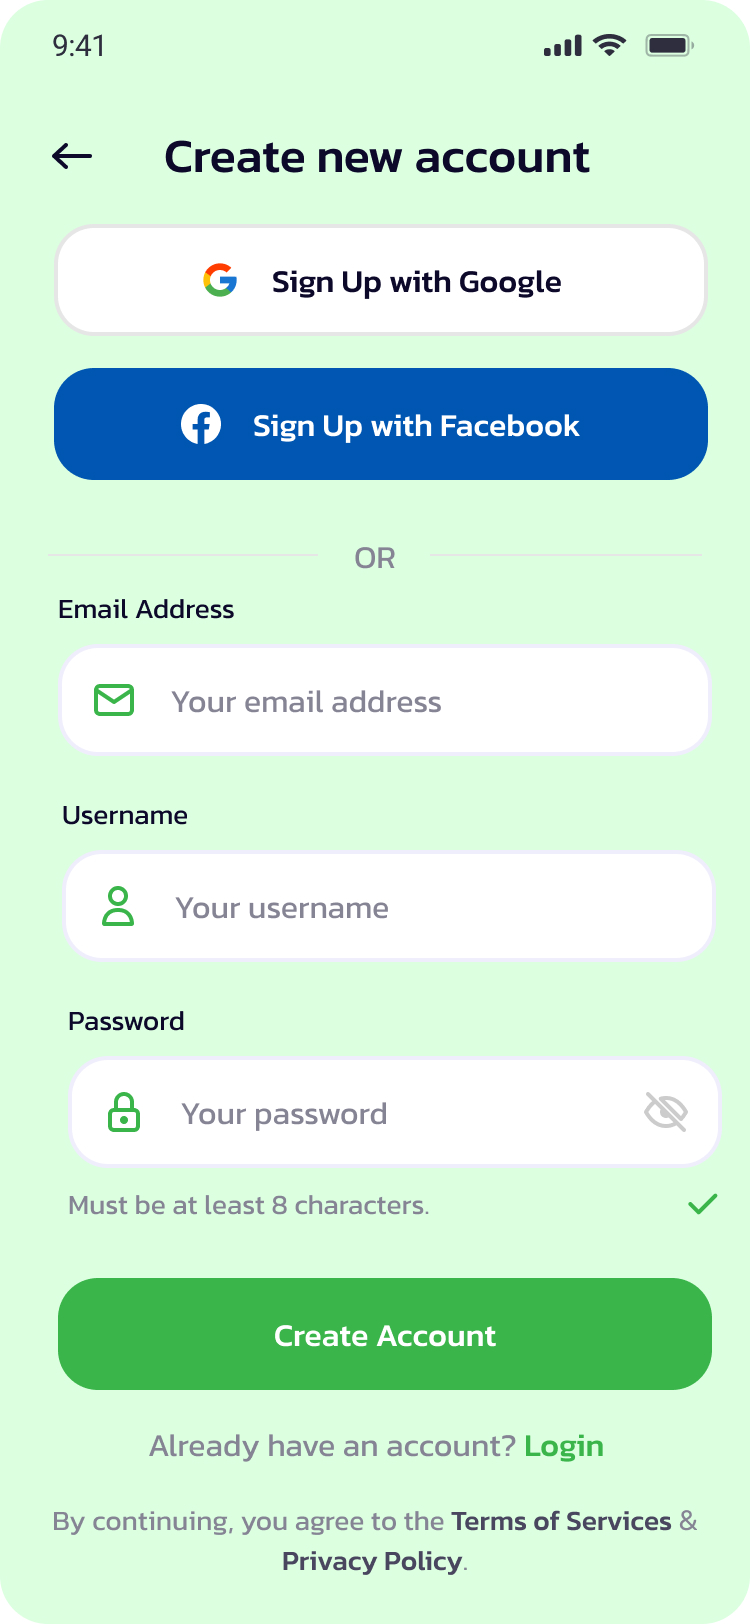 9:41
Create new account
Sign Up with Google
Sign Up with Facebook
OR
Email Address
Your email address
Username
Your username
Password
Your password
Must be at least 8 characters.
Create Account
Already have an account? Login
By continuing, you agree to the Terms of Services &
Privacy Policy.